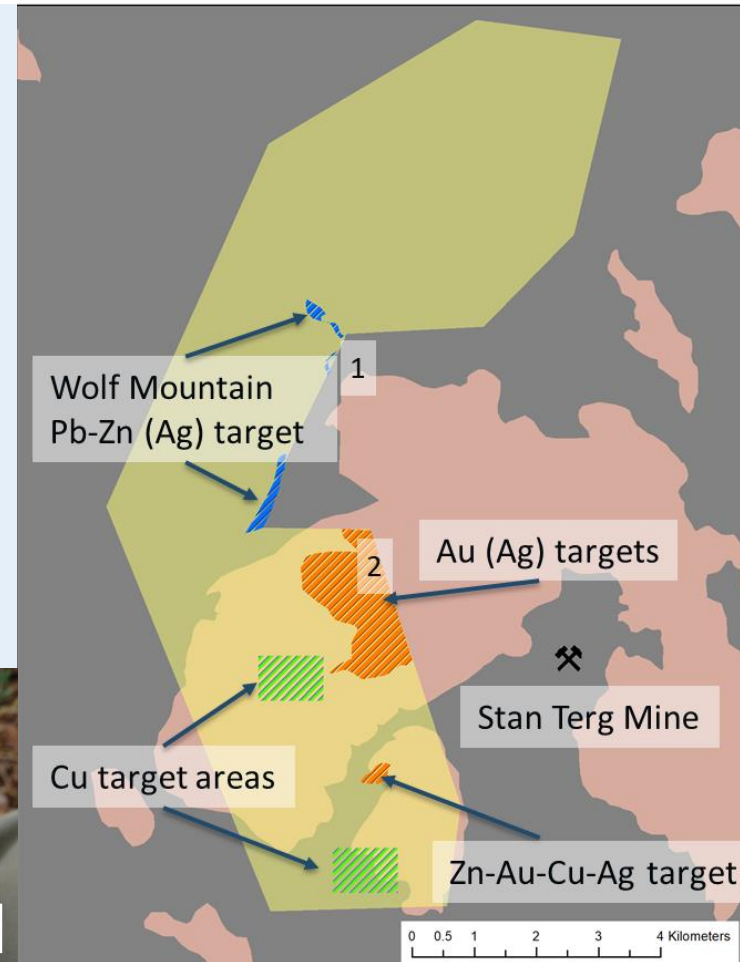 1
Wolf Mountain
Pb-Zn (Ag) target
Au (Ag) targets
2
Stan Terg Mine
Cu target areas
Zn-Au-Cu-Ag target
0 0.5 1 2 3 4 Kilometers